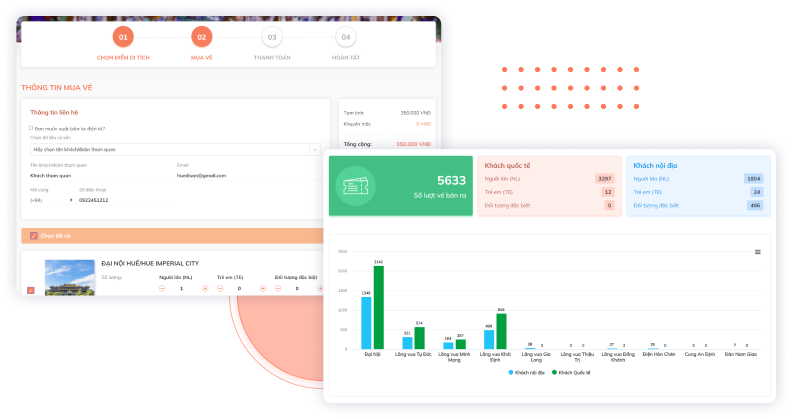 01 02 03 04
CHỌN ĐIỂM DI TÍCH MUA VÉ THANH TOÁN HOÀN TẤT
THÔNG TIN MUA VÉ
Thông tin liên hệ
Bạn muốn xuất biên lai điện tử?
Chọn dữ liệu có sẵn
Hãy chọn tên khách/đoàn tham quan
Tên khách/đoàn tham quan Email
Khách tham quan huedisan@gmail.com
Mã vùng Số điện thoại
(+84) 0933451212
Tạm tính: 350.000 VNĐ
Khuyến mãi: 0 VNĐ
Tổng cộng: 350.000 VNĐ
Chọn tất cả
ĐẠI NỘI HUẾ/HUE IMPERIAL CITY
Số lượng: Người lớn (NL) Trẻ em (TE) Đối tượng đặc biệt
1 0 0
5633
Số lượt vé bán ra
Khách quốc tế
Người lớn (NL) 3297
Trẻ em (TE) 12
Đối tượng đặc biệt 0
Khách nội địa
Người lớn (NL) 1804
Trẻ em (TE) 24
Đối tượng đặc biệt 496
2400
2000
1500
1000
500
0
1346 2142
321 574
184 257
499 916
38 0
0 0
27 2
25 0
0 0
7 0
Đại Nội
Lăng vua Tự Đức
Lăng vua Minh Mạng
Lăng vua Khải Định
Lăng vua Gia Long
Lăng vua Thiệu Trị
Lăng vua Đồng Khánh
Điện Hòn Chén
Cung An Định
Đàn Nam Giao
Khách nội địa Khách Quốc tế